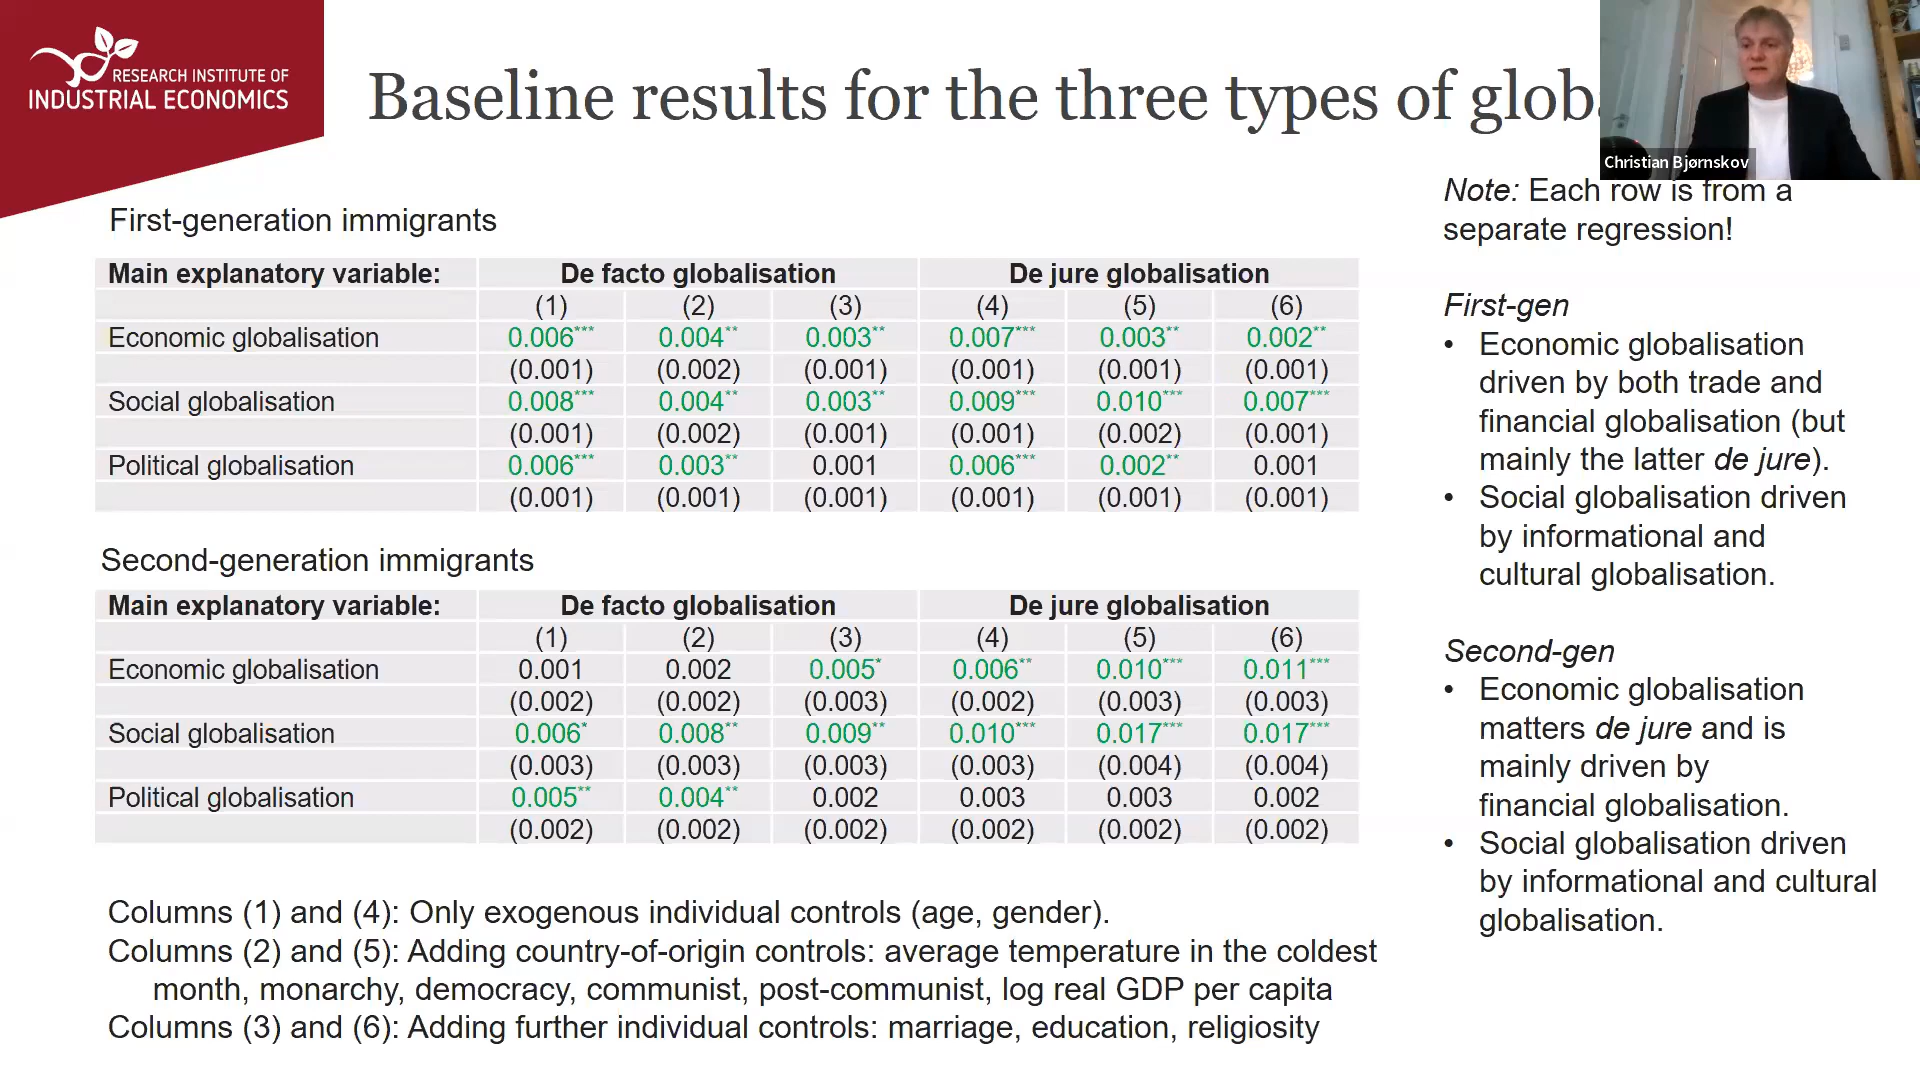 RESEARCH INSTITUTE OF
INDUSTRIAL ECONOMICS
Baseline results for the three types of glob
Christian Bjørnskov
Note: Each row is from a
separate regression!
First-generation immigrants
Main explanatory variable: De facto globalisation De jure globalisation
(1) (2) (3) (4) (5) (6)
Economic globalisation 0.006*** 0.004** 0.003** 0.007*** 0.003** 0.002**
(0.001) (0.002) (0.001) (0.001) (0.001) (0.001)
Social globalisation 0.008*** 0.004** 0.003** 0.009*** 0.010*** 0.007***
(0.001) (0.002) (0.001) (0.001) (0.002) (0.001)
Political globalisation 0.006*** 0.003** 0.001 0.006*** 0.002** 0.001
(0.001) (0.001) (0.001) (0.001) (0.001) (0.001)
Second-generation immigrants
Main explanatory variable: De facto globalisation De jure globalisation
(1) (2) (3) (4) (5) (6)
Economic globalisation 0.001 0.002 0.005* 0.006** 0.010*** 0.011***
(0.002) (0.002) (0.003) (0.002) (0.003) (0.003)
Social globalisation 0.006* 0.008** 0.009** 0.010*** 0.017*** 0.017***
(0.003) (0.003) (0.003) (0.003) (0.004) (0.004)
Political globalisation 0.005** 0.004** 0.002 0.003 0.003 0.002
(0.002) (0.002) (0.002) (0.002) (0.002) (0.002)
Columns (1) and (4): Only exogenous individual controls (age, gender).
Columns (2) and (5): Adding country-of-origin controls: average temperature in the coldest
month, monarchy, democracy, communist, post-communist, log real GDP per capita
Columns (3) and (6): Adding further individual controls: marriage, education, religiosity
First-gen
• Economic globalisation
driven by both trade and
financial globalisation (but
mainly the latter de jure).
• Social globalisation driven
by informational and
cultural globalisation.
Second-gen
• Economic globalisation
matters de jure and is
mainly driven by
financial globalisation.
• Social globalisation driven
by informational and cultural
globalisation.